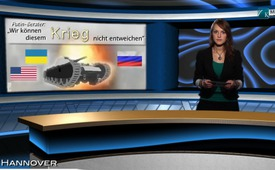 Putin-Berater:
„Wir können
diesem Krieg nicht entweichen“
HANNOVER